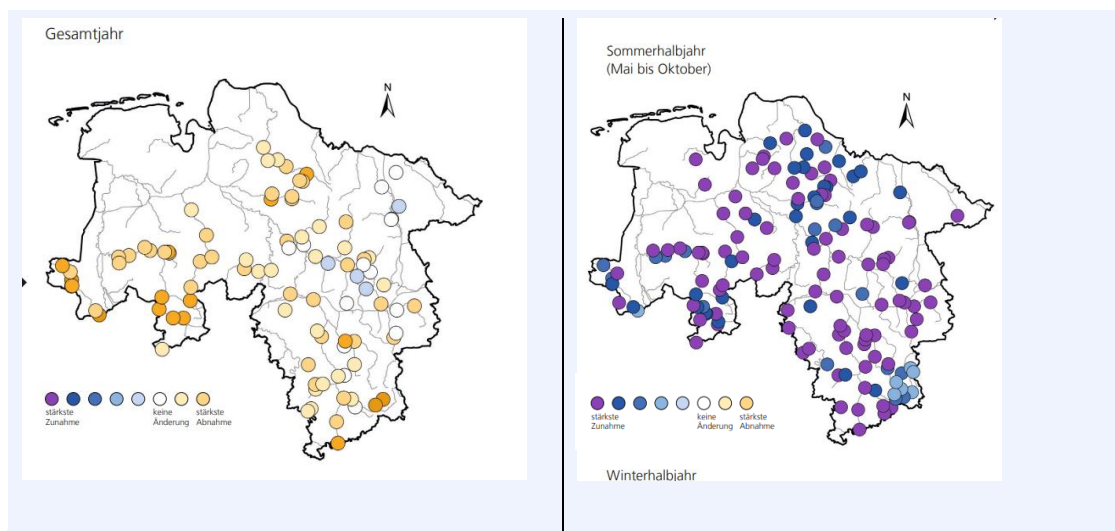 Gesamtjahr
N
stärkste
Zunahme
keine
Änderung
stärkste
Abnahme
Sommerhalbjahr
(Mai bis Oktober)
N
stärkste
Zunahme
keine
Änderung
stärkste
Abnahme
Winterhalbjahr